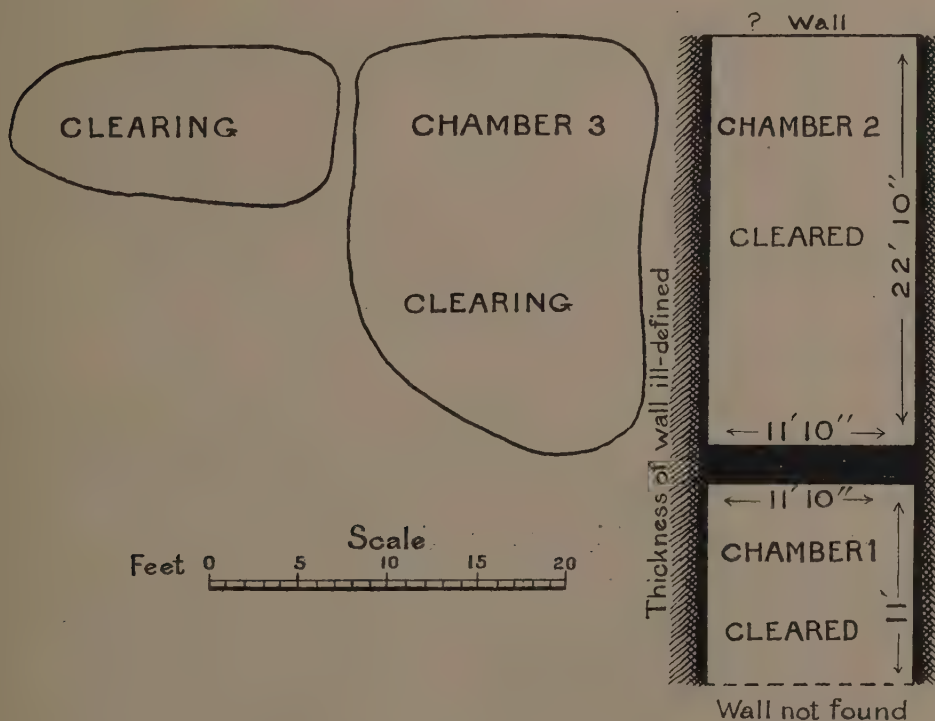 ? Wall
CLEARING
CHAMBER 3
CLEARING
CHAMBER 2
CLEARED
22' 10"
11' 10"
Thickness of wall ill-defined
11' 10"
CHAMBER 1
CLEARED
11'
Wall not found
Scale
Feet 0 5 10 15 20